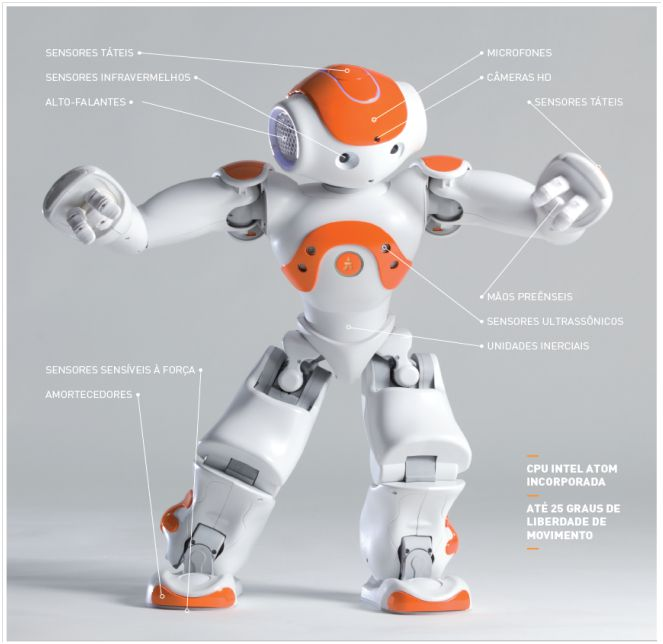 SENSORES TÁTEIS
SENSORES INFRAVERMELHOS
ALTO-FALANTES
MICROFONES
CÂMERAS HD
SENSORES TÁTEIS
MÃOS PREÊNSEIS
SENSORES ULTRASSÔNICOS
UNIDADES INERCIAIS
SENSORES SENSÍVEIS À FORÇA
AMORTECEDORES
CPU INTEL ATOM
INCORPORADA
ATÉ 25 GRAUS DE
LIBERDADE DE
MOVIMENTO